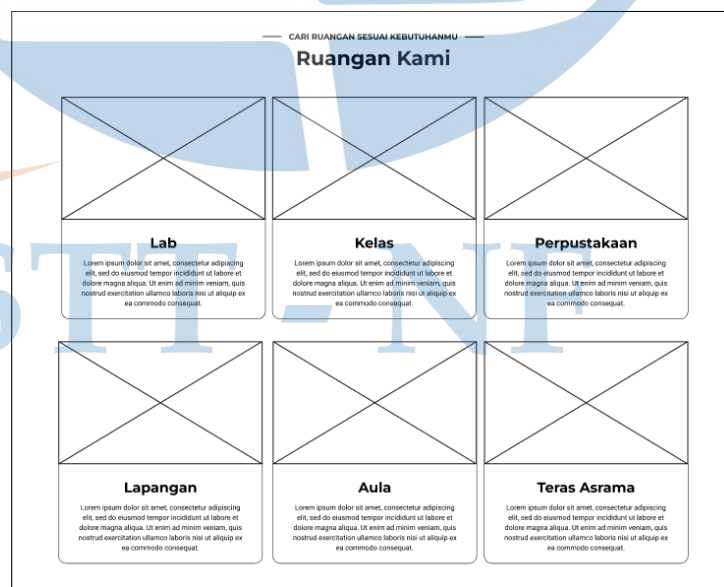 CARI RUANGAN SESUAI KEBUTUHANMU
Ruangan Kami
Lab
Lorem ipsum dolor sit amet, consectetur adipiscing
elit, sed do eiusmod tempor incididunt ut labore et
dolore magna aliqua. Ut enim ad minim veniam, quis
nostrud exercitation ullamco laboris nisi ut aliquip ex
ea commodo consequat.
Kelas
Lorem ipsum dolor sit amet, consectetur adipiscing
elit, sed do eiusmod tempor incididunt ut labore et
dolore magna aliqua. Ut enim ad minim veniam, quis
nostrud exercitation ullamco laboris nisi ut aliquip ex
ea commodo consequat.
Perpustakaan
Lorem ipsum dolor sit amet, consectetur adipiscing
elit, sed do eiusmod tempor incididunt ut labore et
dolore magna aliqua. Ut enim ad minim veniam, quis
nostrud exercitation ullamco laboris nisi ut aliquip ex
ea commodo consequat.
STT - NF
Lapangan
Lorem ipsum dolor sit amet, consectetur adipiscing
elit, sed do eiusmod tempor incididunt ut labore et
dolore magna aliqua. Ut enim ad minim veniam, quis
nostrud exercitation ullamco laboris nisi ut aliquip ex
ea commodo consequat.
Aula
Lorem ipsum dolor sit amet, consectetur adipiscing
elit, sed do eiusmod tempor incididunt ut labore et
dolore magna aliqua. Ut enim ad minim veniam, quis
nostrud exercitation ullamco laboris nisi ut aliquip ex
ea commodo consequat.
Teras Asrama
Lorem ipsum dolor sit amet, consectetur adipiscing
elit, sed do eiusmod tempor incididunt ut labore et
dolore magna aliqua. Ut enim ad minim veniam, quis
nostrud exercitation ullamco laboris nisi ut aliquip ex
ea commodo consequat.